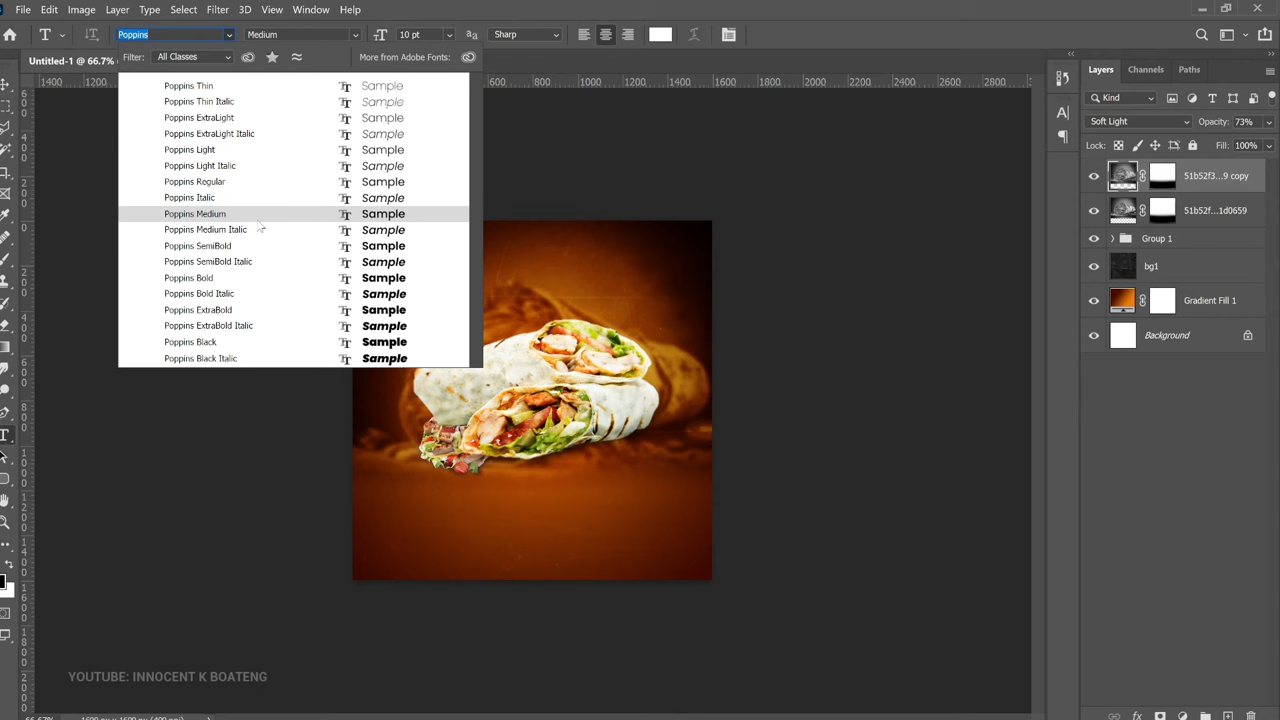 File Edit Image Layer Type Select Filter 3D View Window Help
T Poppins Medium 10 pt Sharp
Filter: All Classes More from Adobe Fonts:
Untitled-1 @ 66.7%
Layers Channels Paths
1400 1200 600 800 1000 1200 1400 1600 1800 2000 2200 2400 2600 2800
Poppins Thin Sample
Poppins Thin Italic Sample
Poppins ExtraLight Sample
Poppins ExtraLight Italic Sample
Poppins Light Sample
Poppins Light Italic Sample
Poppins Regular Sample
Poppins Italic Sample
Poppins Medium Sample
Poppins Medium Italic Sample
Poppins SemiBold Sample
Poppins SemiBold Italic Sample
Poppins Bold Sample
Poppins Bold Italic Sample
Poppins ExtraBold Sample
Poppins ExtraBold Italic Sample
Poppins Black Sample
Poppins Black Italic Sample
Kind
Soft Light Opacity: 73%
Lock: Fill: 100%
51b52f3...9 copy
51b52f...1d0659
Group 1
bg1
Gradient Fill 1
Background
YOUTUBE: INNOCENT K BOATENG